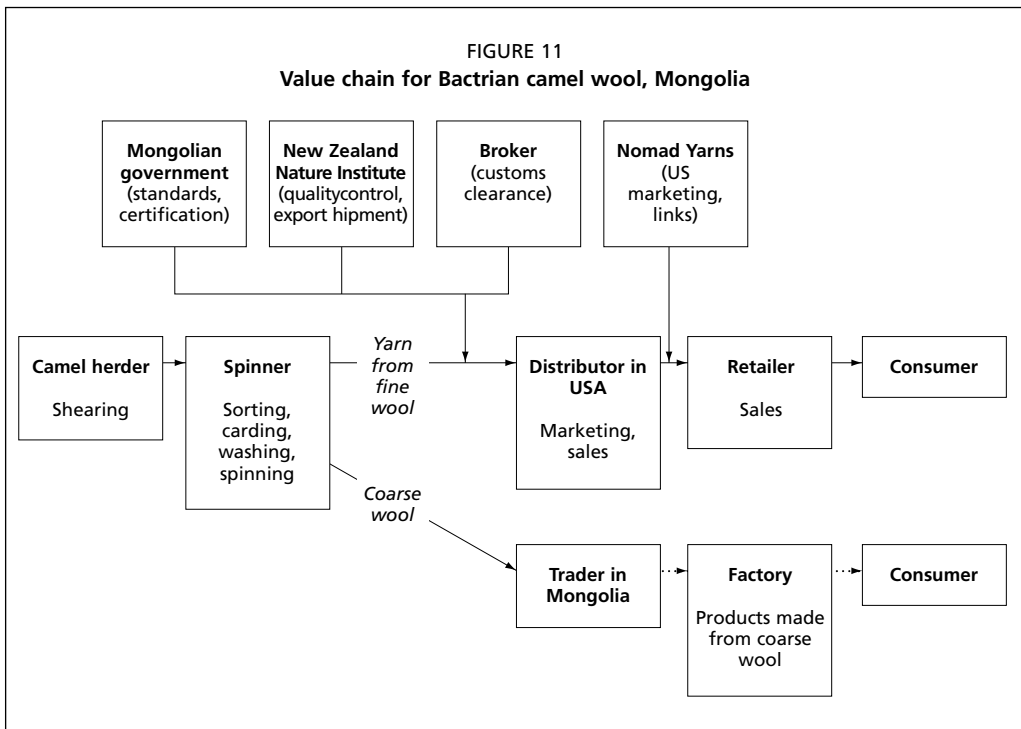 FIGURE 11
Value chain for Bactrian camel wool, Mongolia
Mongolian
government
(standards,
certification)
New Zealand
Nature Institute
(qualitycontrol,
export hipment)
Broker
(customs
clearance)
Nomad Yarns
(US
marketing,
links)
Camel herder
Shearing
Spinner
Sorting,
carding,
washing,
spinning
Yarn
from
fine
wool
Distributor in
USA
Marketing,
sales
Retailer
Sales
Consumer
Coarse
wool
Trader in
Mongolia
Factory
Products made
from coarse
wool
Consumer